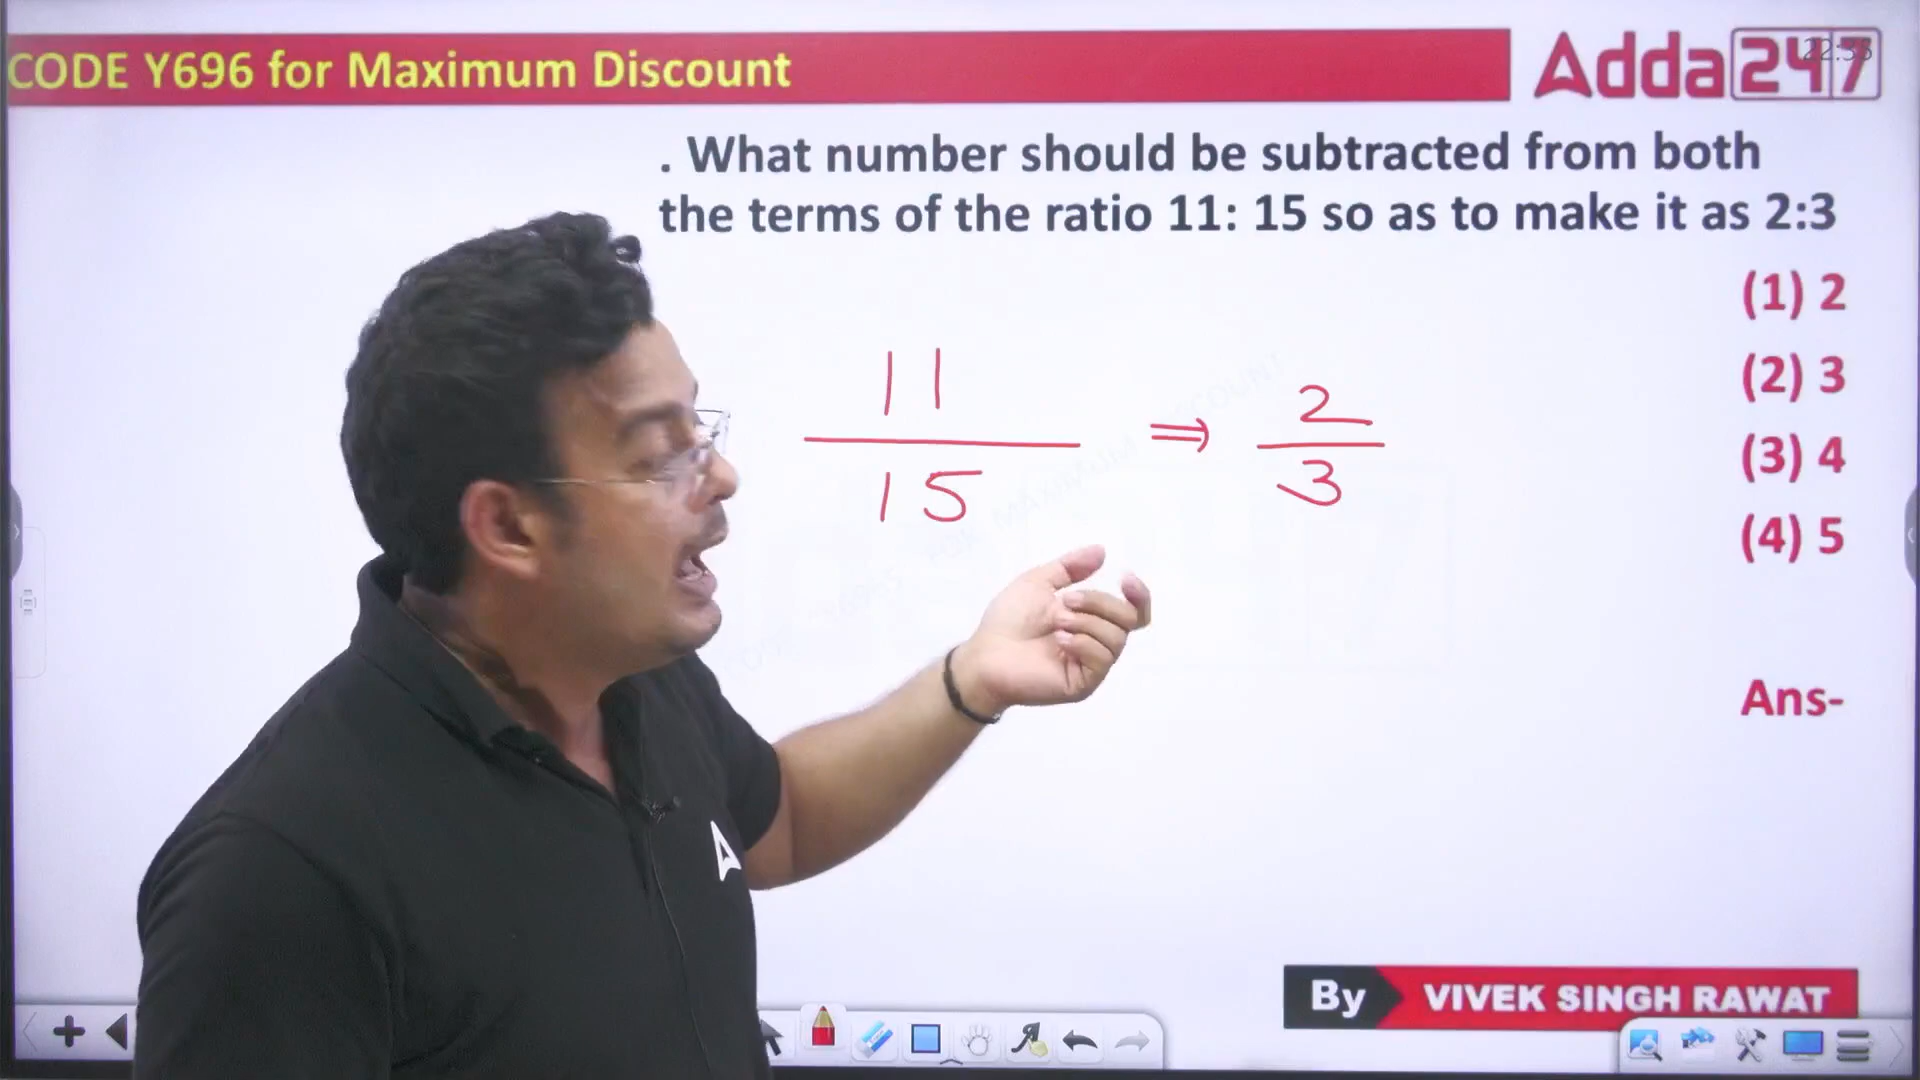 CODE Y696 for Maximum Discount
Adda247
. What number should be subtracted from both
the terms of the ratio 11: 15 so as to make it as 2:3
(1) 2
(2) 3
(3) 4
(4) 5
11
15
⇒
2
3
Ans-
By VIVEK SINGH RAWAT